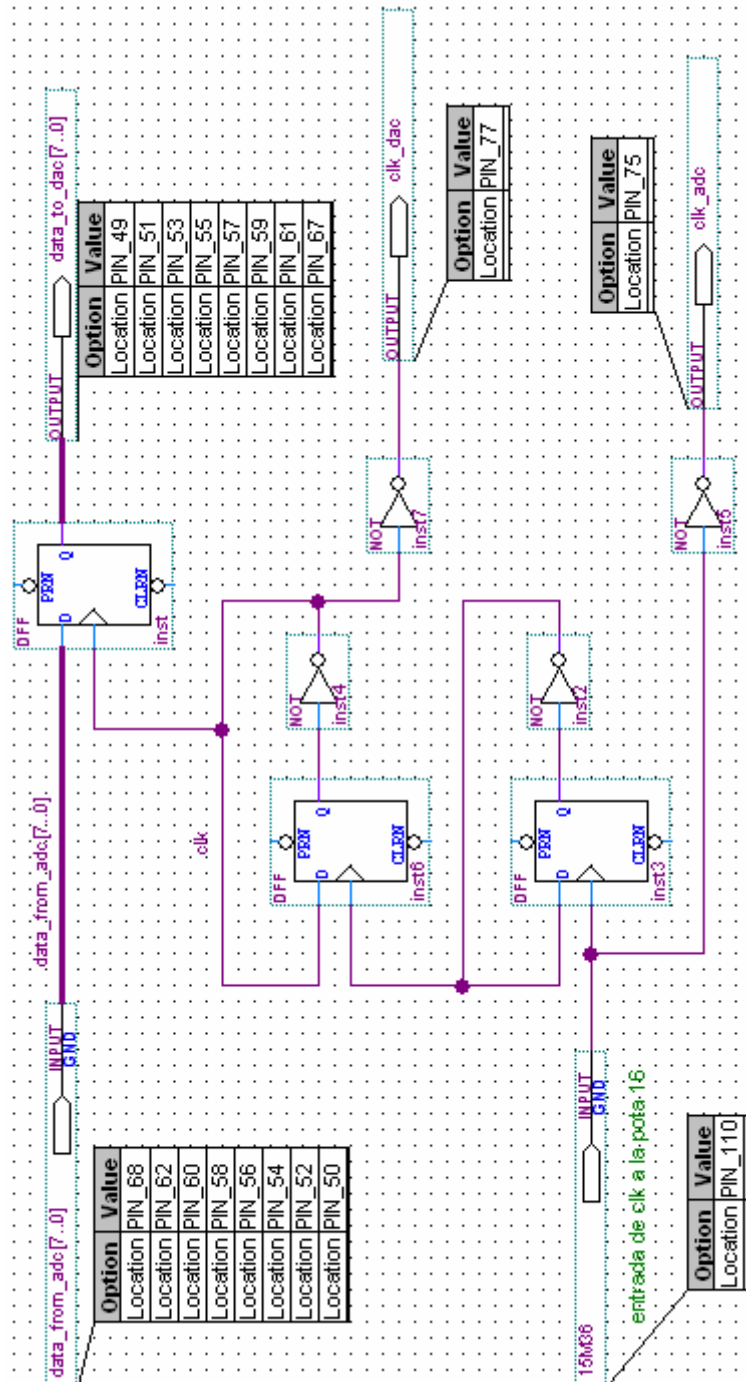 data_from_adc[7..0]
INPUT
GND
Option Value
Location PIN_68
Location PIN_62
Location PIN_60
Location PIN_58
Location PIN_56
Location PIN_54
Location PIN_52
Location PIN_50
data_from_adc[7..0]
DFF
PRN
D Q
CLRN
inst
OUTPUT
data_to_dac[7..0]
Option Value
Location PIN_49
Location PIN_51
Location PIN_53
Location PIN_55
Location PIN_57
Location PIN_59
Location PIN_61
Location PIN_67
clk
DFF
PRN
D Q
CLRN
inst6
NOT
inst4
NOT
inst7
OUTPUT
clk_dac
Option Value
Location PIN_77
DFF
PRN
D Q
CLRN
inst3
NOT
inst2
15M36
INPUT
GND
entrada de clk a la pota 16
Option Value
Location PIN_110
NOT
inst5
OUTPUT
clk_adc
Option Value
Location PIN_75